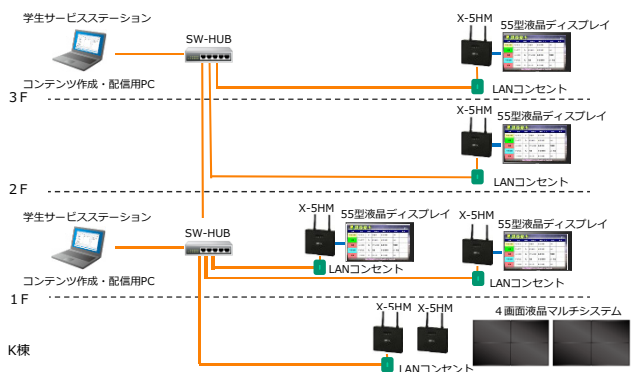 学生サービスステーション
SW-HUB
X-5HM
55型液晶ディスプレイ
コンテンツ作成・配信用PC
LANコンセント
3F
X-5HM
55型液晶ディスプレイ
LANコンセント
2F
学生サービスステーション
SW-HUB
X-5HM
55型液晶ディスプレイ
X-5HM
55型液晶ディスプレイ
コンテンツ作成・配信用PC
LANコンセント
LANコンセント
1F
X-5HM
X-5HM
4画面液晶マルチシステム
K棟
LANコンセント